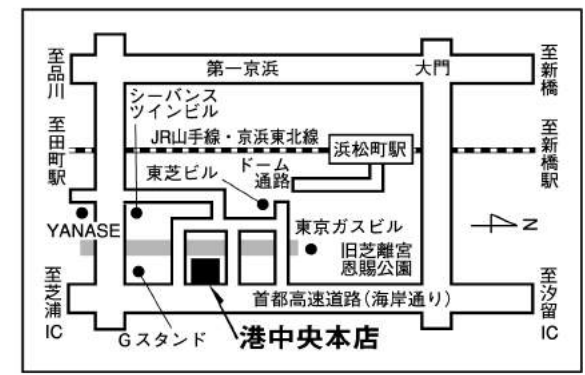 至品川
至新橋
第一京浜
大門
シーバンス
ツインビル
至田町駅
JR山手線・京浜東北線
浜松町駅
至新橋駅
東芝ビル
ドーム
通路
YANASE
東京ガスビル
N
旧芝離宮
恩賜公園
至芝浦IC
首都高速道路(海岸通り)
至汐留IC
Gスタンド
港中央本店